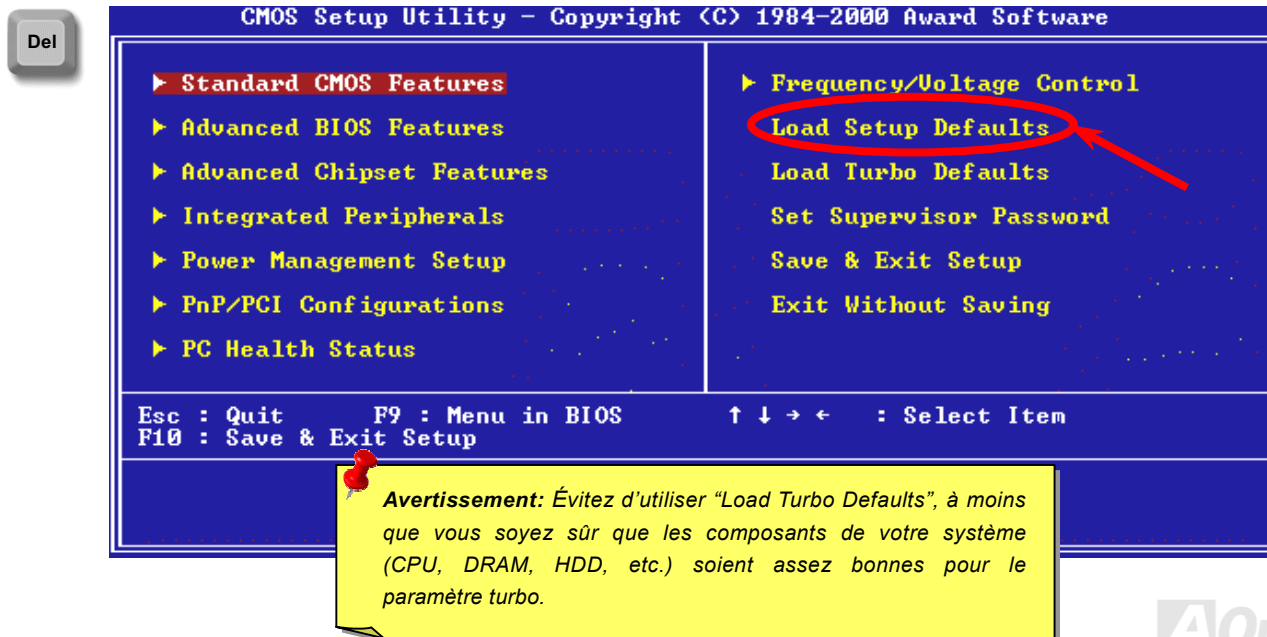 Del
CMOS Setup Utility – Copyright (C) 1984–2000 Award Software
Standard CMOS Features
Advanced BIOS Features
Advanced Chipset Features
Integrated Peripherals
Power Management Setup
PnP/PCI Configurations
PC Health Status
Frequency/Voltage Control
Load Setup Defaults
Load Turbo Defaults
Set Supervisor Password
Save & Exit Setup
Exit Without Saving
Esc : Quit F9 : Menu in BIOS ↑ ↓ → ← : Select Item
F10 : Save & Exit Setup
Avertissement: Évitez d’utiliser “Load Turbo Defaults”, à moins
que vous soyez sûr que les composants de votre système
(CPU, DRAM, HDD, etc.) soient assez bonnes pour le
paramètre turbo.